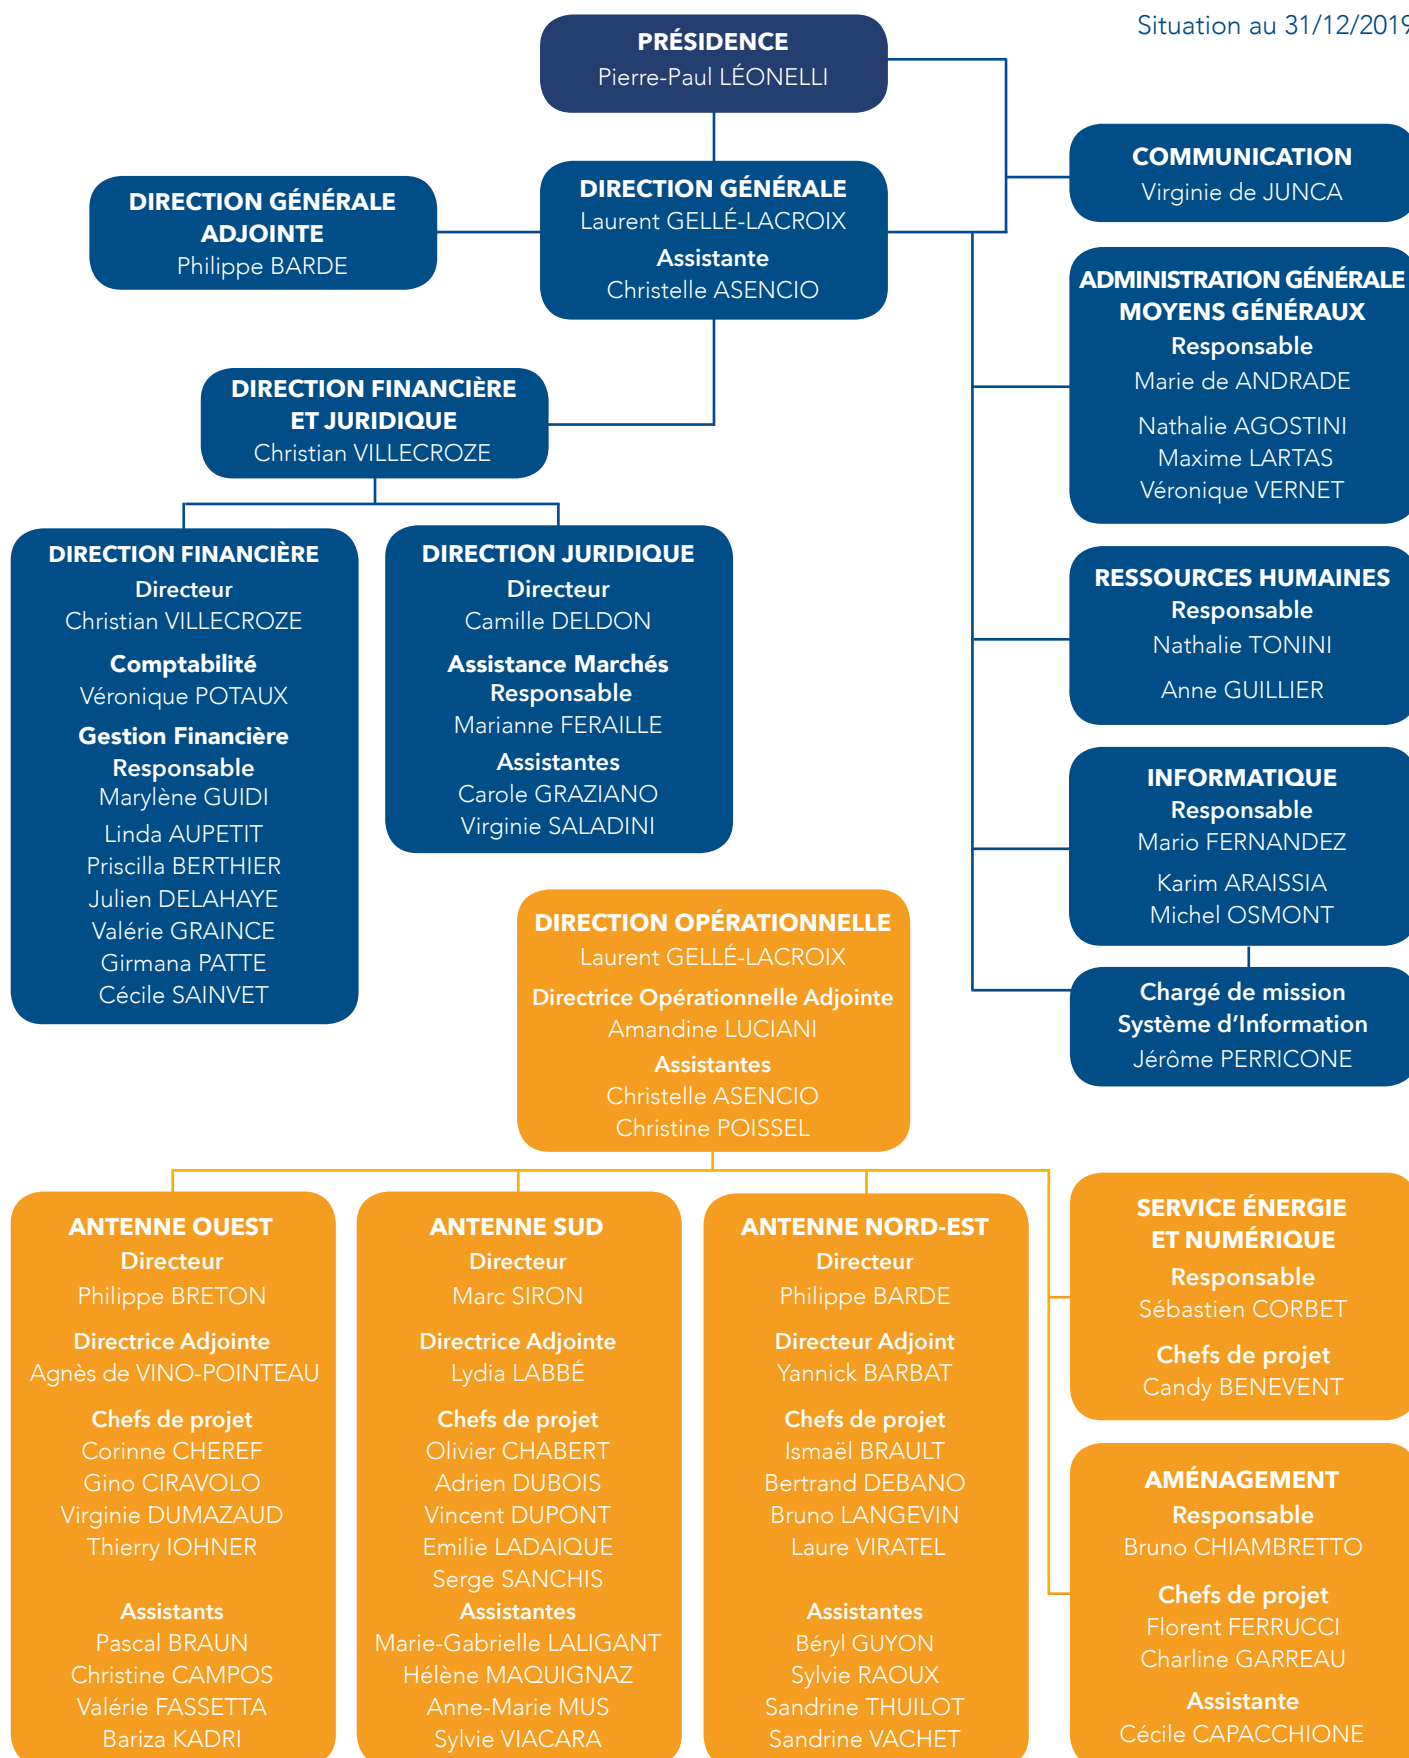 Situation au 31/12/2019
PRÉSIDENCE
Pierre-Paul LÉONELLI
COMMUNICATION
Virginie de JUNCA
DIRECTION GÉNÉRALE
ADJOINTE
Philippe BARDE
DIRECTION GÉNÉRALE
Laurent GELLÉ-LACROIX
Assistante
Christelle ASENCIO
ADMINISTRATION GÉNÉRALE
MOYENS GÉNÉRAUX
Responsable
Marie de ANDRADE
Nathalie AGOSTINI
Maxime LARTAS
Véronique VERNET
DIRECTION FINANCIÈRE
ET JURIDIQUE
Christian VILLECROZE
DIRECTION FINANCIÈRE
Directeur
Christian VILLECROZE
Comptabilité
Véronique POTAUX
Gestion Financière
Responsable
Marylène GUIDI
Linda AUPETIT
Priscilla BERTHIER
Julien DELAHAYE
Valérie GRAINCE
Girmana PATTE
Cécile SAINVET
DIRECTION JURIDIQUE
Directeur
Camille DELDON
Assistance Marchés
Responsable
Marianne FERAILLE
Assistantes
Carole GRAZIANO
Virginie SALADINI
RESSOURCES HUMAINES
Responsable
Nathalie TONINI
Anne GUILLIER
INFORMATIQUE
Responsable
Mario FERNANDEZ
Karim ARAISSIA
Michel OSMONT
Chargé de mission
Système d’Information
Jérôme PERRICONE
DIRECTION OPÉRATIONNELLE
Laurent GELLÉ-LACROIX
Directrice Opérationnelle Adjointe
Amandine LUCIANI
Assistantes
Christelle ASENCIO
Christine POISSEL
ANTENNE OUEST
Directeur
Philippe BRETON
Directrice Adjointe
Agnès de VINO-POINTEAU
Chefs de projet
Corinne CHEREF
Gino CIRAVOLO
Virginie DUMAZAUD
Thierry IOHNER
Assistants
Pascal BRAUN
Christine CAMPOS
Valérie FASSETTA
Bariza KADRI
ANTENNE SUD
Directeur
Marc SIRON
Directrice Adjointe
Lydia LABBÉ
Chefs de projet
Olivier CHABERT
Adrien DUBOIS
Vincent DUPONT
Emilie LADAIQUE
Serge SANCHIS
Assistantes
Marie-Gabrielle LALIGANT
Hélène MAQUIGNAZ
Anne-Marie MUS
Sylvie VIACARA
ANTENNE NORD-EST
Directeur
Philippe BARDE
Directeur Adjoint
Yannick BARBAT
Chefs de projet
Ismaël BRAULT
Bertrand DEBANO
Bruno LANGEVIN
Laure VIRATEL
Assistantes
Béryl GUYON
Sylvie RAOUX
Sandrine THUILOT
Sandrine VACHET
SERVICE ÉNERGIE
ET NUMÉRIQUE
Responsable
Sébastien CORBET
Chefs de projet
Candy BENEVENT
AMÉNAGEMENT
Responsable
Bruno CHIAMBRETTO
Chefs de projet
Florent FERRUCCI
Charline GARREAU
Assistante
Cécile CAPACCHIONE